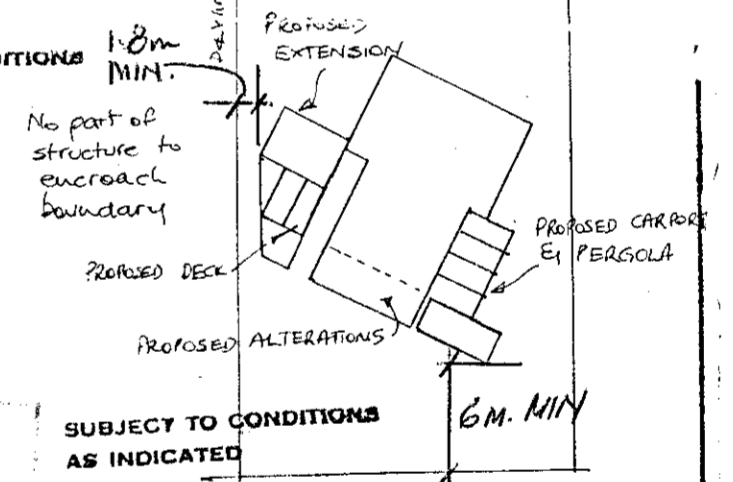 1.8m
MIN.
No part of
structure to
encroach
boundary
PROPOSED
EXTENSION
PROPOSED DECK
PROPOSED CARPORT
& PERGOLA
PROPOSED ALTERATIONS
6M. MIN
SUBJECT TO CONDITIONS
AS INDICATED